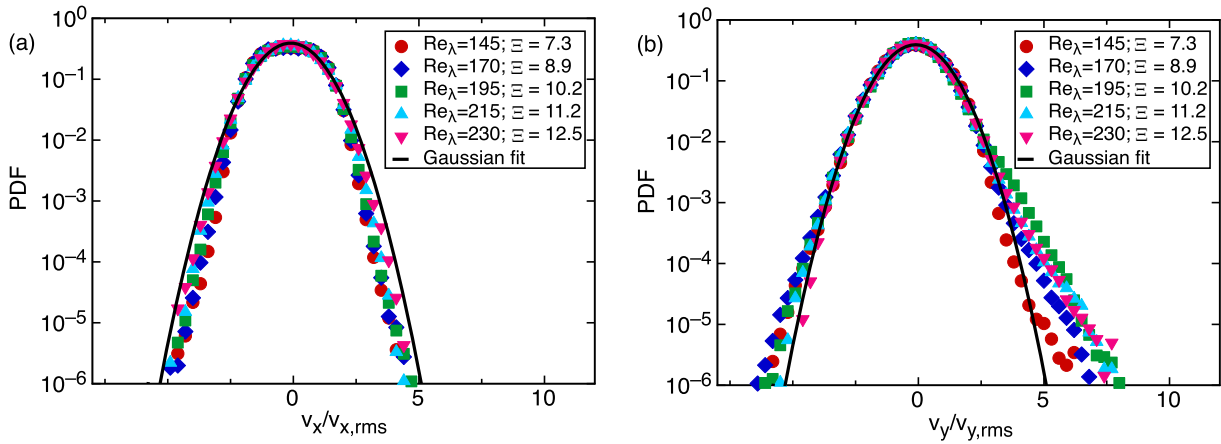 (a)
PDF
10⁰
10⁻¹
10⁻²
10⁻³
10⁻⁴
10⁻⁵
10⁻⁶
Re_λ=145; Ξ = 7.3
Re_λ=170; Ξ = 8.9
Re_λ=195; Ξ = 10.2
Re_λ=215; Ξ = 11.2
Re_λ=230; Ξ = 12.5
Gaussian fit
0 5 10
v_x/v_x,rms
(b)
PDF
10⁰
10⁻¹
10⁻²
10⁻³
10⁻⁴
10⁻⁵
10⁻⁶
Re_λ=145; Ξ = 7.3
Re_λ=170; Ξ = 8.9
Re_λ=195; Ξ = 10.2
Re_λ=215; Ξ = 11.2
Re_λ=230; Ξ = 12.5
Gaussian fit
0 5 10
v_y/v_y,rms